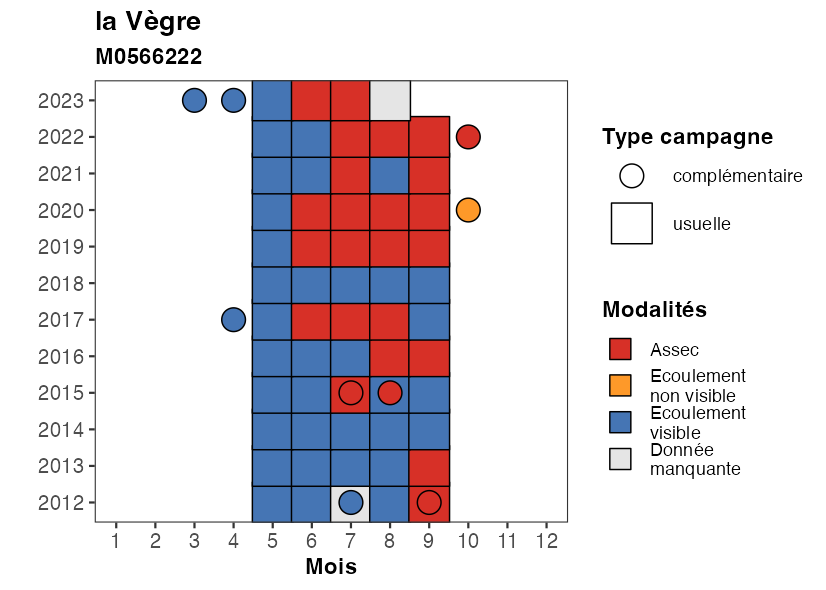 la Vègre
M0566222
2023
2022
2021
2020
2019
2018
2017
2016
2015
2014
2013
2012
1 2 3 4 5 6 7 8 9 10 11 12
Mois
Type campagne
complémentaire
usuelle
Modalités
Assec
Ecoulement
non visible
Ecoulement
visible
Donnée
manquante